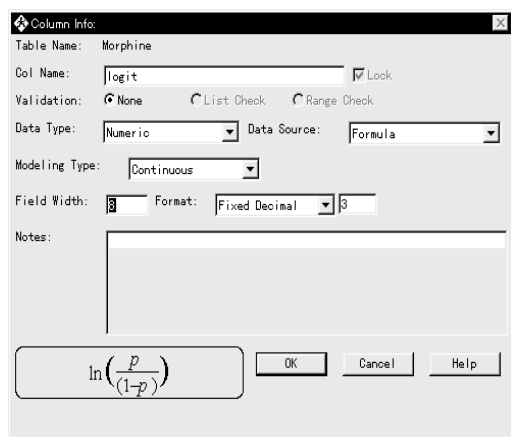 Column Info:
Table Name: Morphine
Col Name: logit Lock
Validation: None List Check Range Check
Data Type: Numeric Data Source: Formula
Modeling Type: Continuous
Field Width: 8 Format: Fixed Decimal 3
Notes:
ln(p/(1-p)) OK Cancel Help